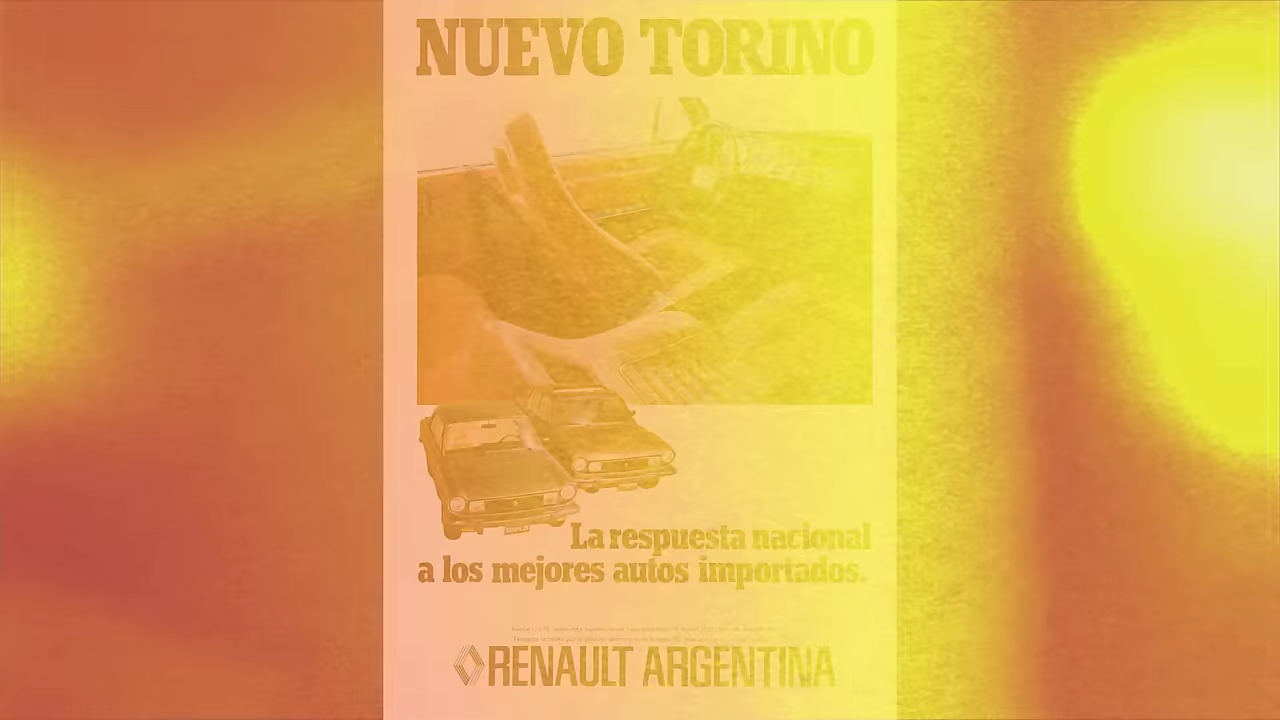 NUEVO TORINO
La respuesta nacional
a los mejores autos importados.
RENAULT ARGENTINA